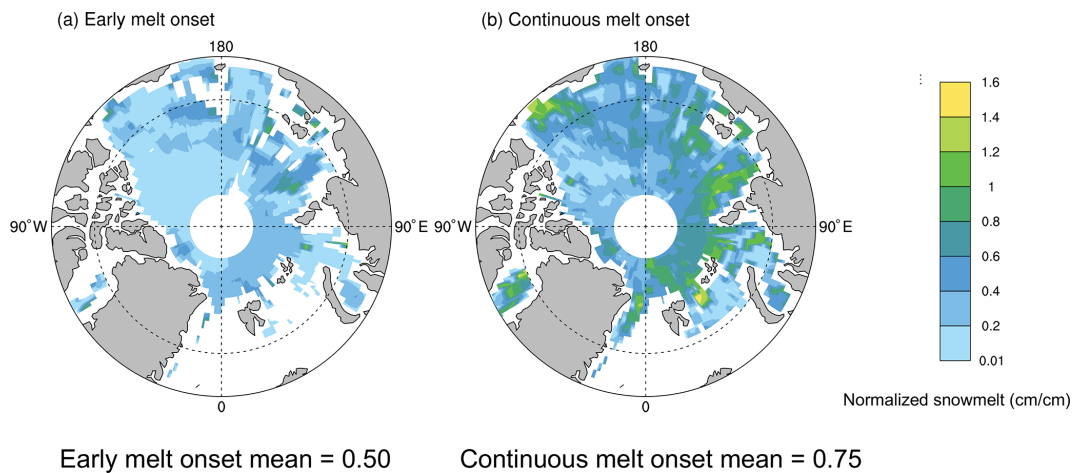 (a) Early melt onset
(b) Continuous melt onset
180
180
90°W
90°E
90°W
90°E
0
0
1.6
1.4
1.2
1
0.8
0.6
0.4
0.2
0.01
Normalized snowmelt (cm/cm)
Early melt onset mean = 0.50
Continuous melt onset mean = 0.75